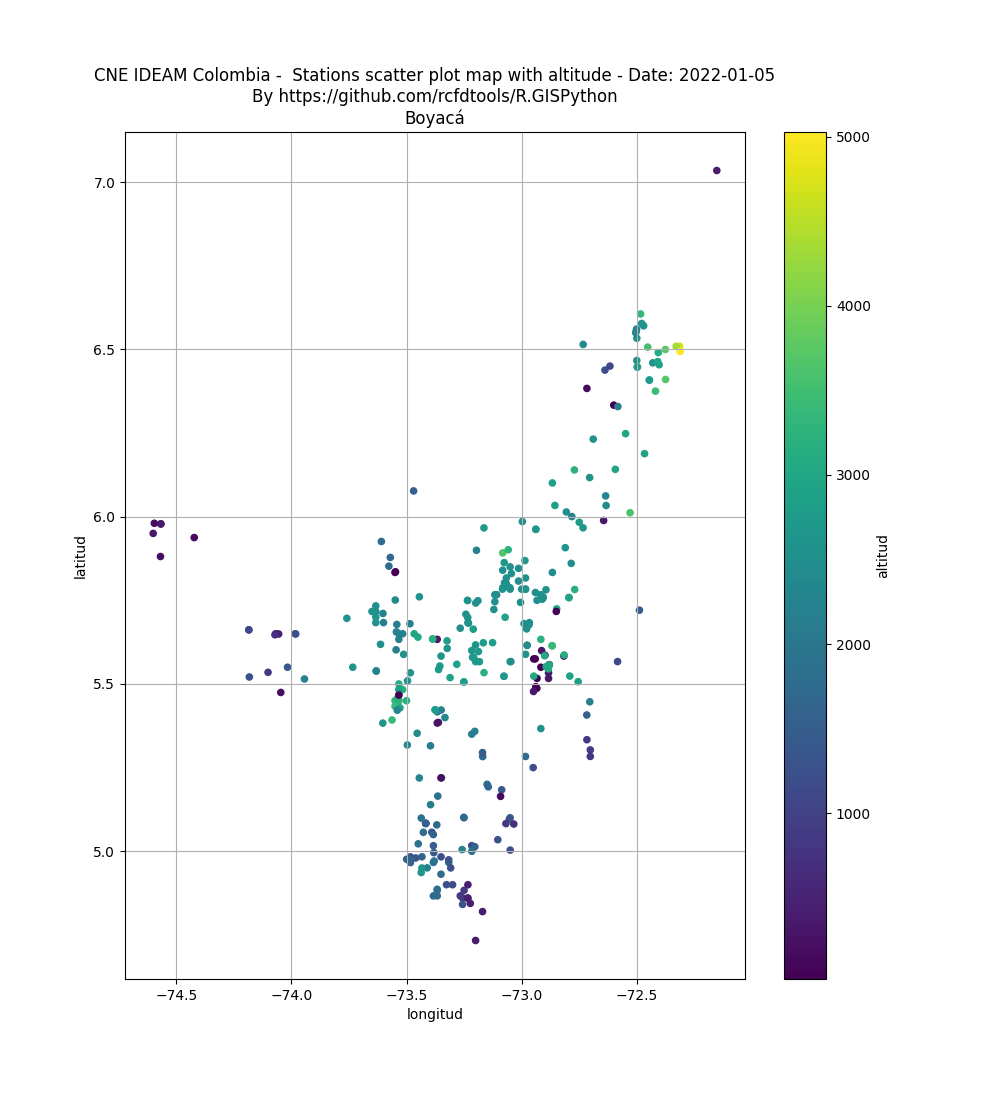 CNE IDEAM Colombia -  Stations scatter plot map with altitude - Date: 2022-01-05
By https://github.com/rcfdtools/R.GISPython
Boyacá
7.0
6.5
6.0
5.5
5.0
latitud
−74.5
−74.0
−73.5
−73.0
−72.5
longitud
5000
4000
3000
2000
1000
altitud